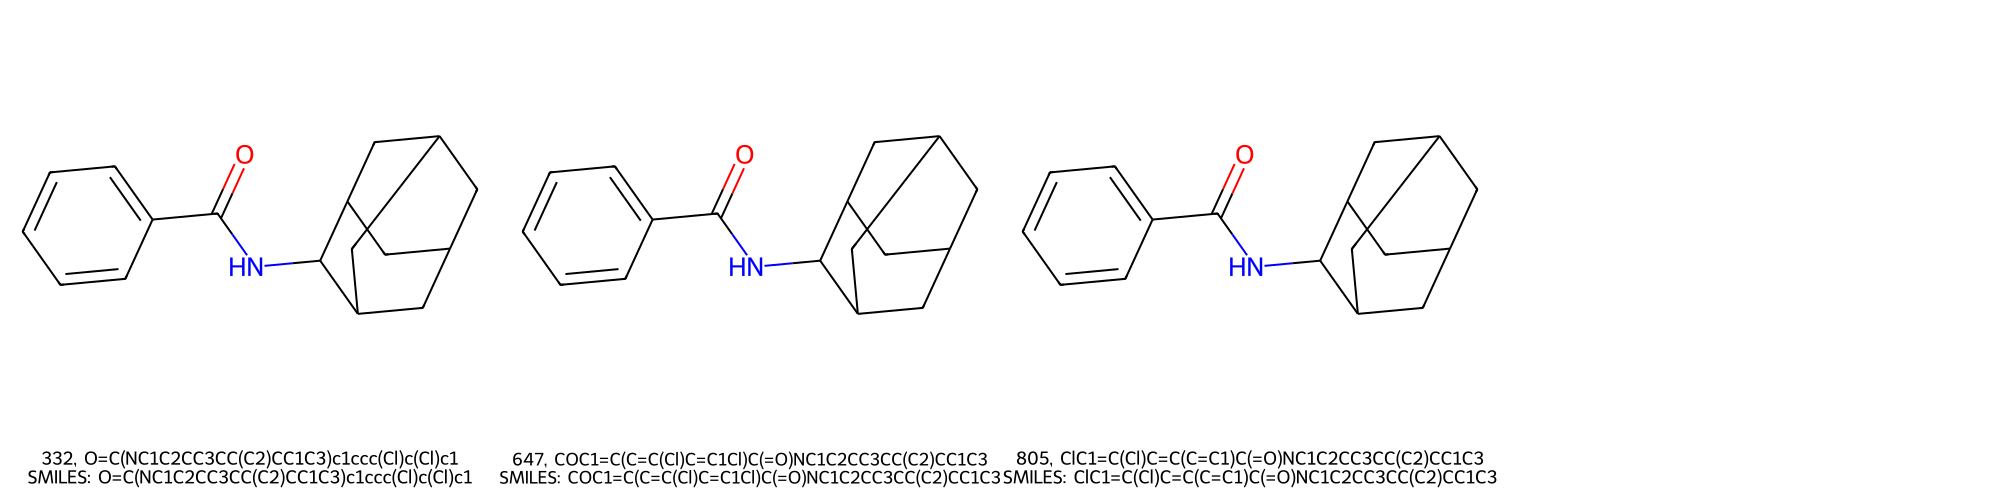 O
HN
O
HN
O
HN
332, O=C(NC1C2CC3CC(C2)CC1C3)c1ccc(Cl)c(Cl)c1
SMILES: O=C(NC1C2CC3CC(C2)CC1C3)c1ccc(Cl)c(Cl)c1
647, COC1=C(C=C(Cl)C=C1Cl)C(=O)NC1C2CC3CC(C2)CC1C3
SMILES: COC1=C(C=C(Cl)C=C1Cl)C(=O)NC1C2CC3CC(C2)CC1C3
805, ClC1=C(Cl)C=C(C=C1)C(=O)NC1C2CC3CC(C2)CC1C3
SMILES: ClC1=C(Cl)C=C(C=C1)C(=O)NC1C2CC3CC(C2)CC1C3